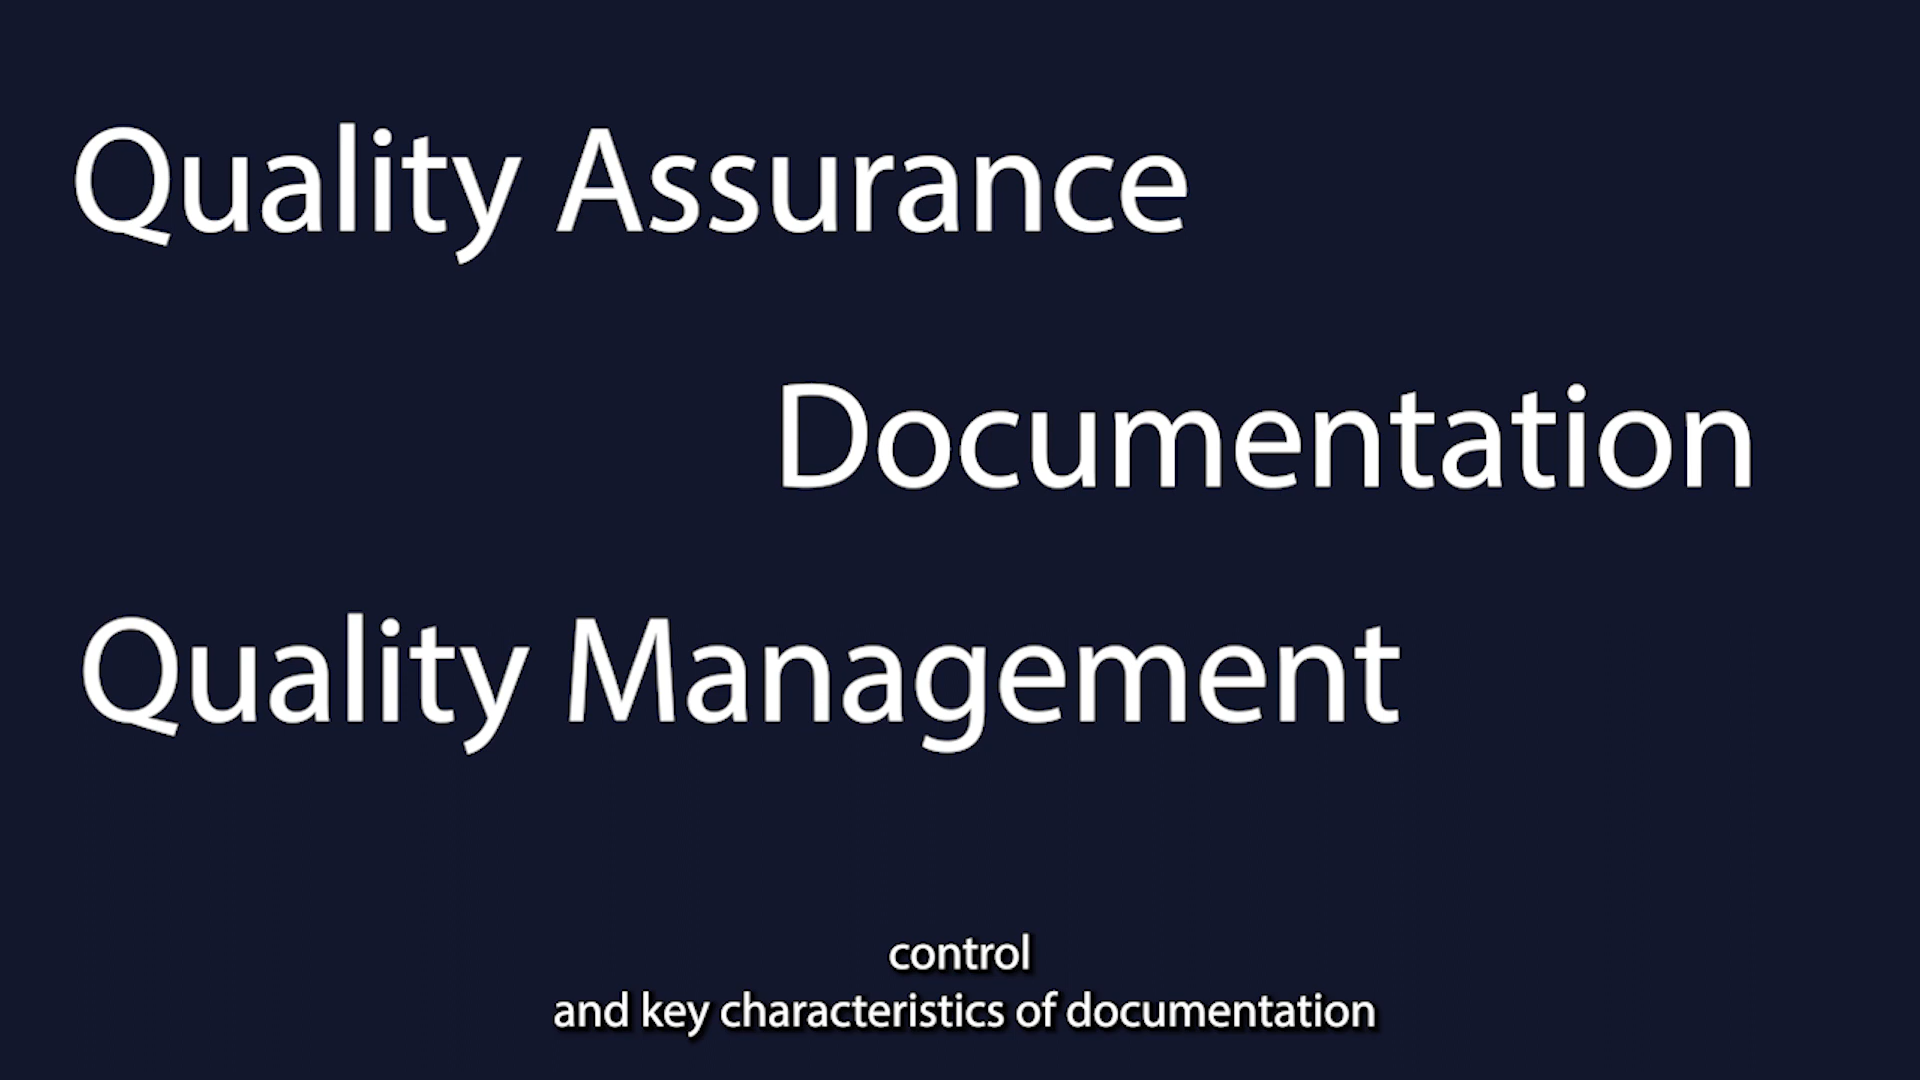 Quality Assurance
Documentation
Quality Management
control
and key characteristics of documentation